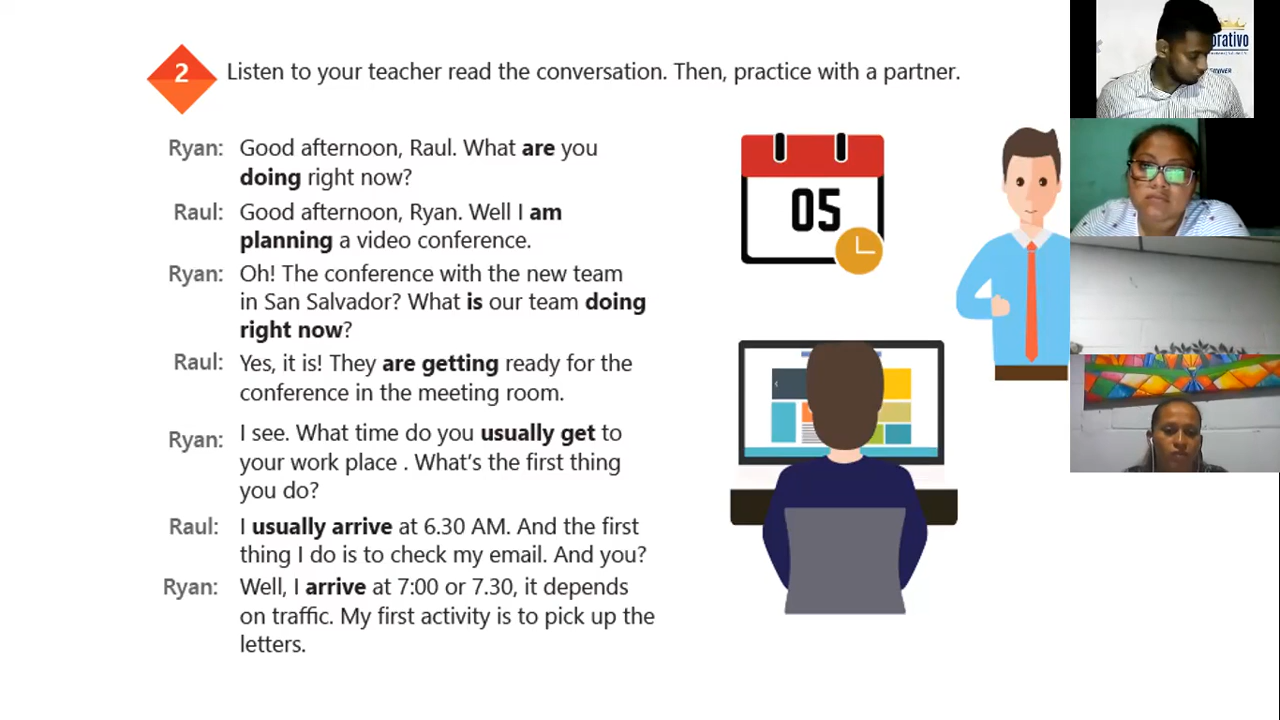 2
Listen to your teacher read the conversation. Then, practice with a partner.
Ryan: Good afternoon, Raul. What are you
doing right now?
Raul: Good afternoon, Ryan. Well I am
planning a video conference.
Ryan: Oh! The conference with the new team
in San Salvador? What is our team doing
right now?
Raul: Yes, it is! They are getting ready for the
conference in the meeting room.
Ryan: I see. What time do you usually get to
your work place . What's the first thing
you do?
Raul: I usually arrive at 6.30 AM. And the first
thing I do is to check my email. And you?
Ryan: Well, I arrive at 7:00 or 7.30, it depends
on traffic. My first activity is to pick up the
letters.
05
orativo